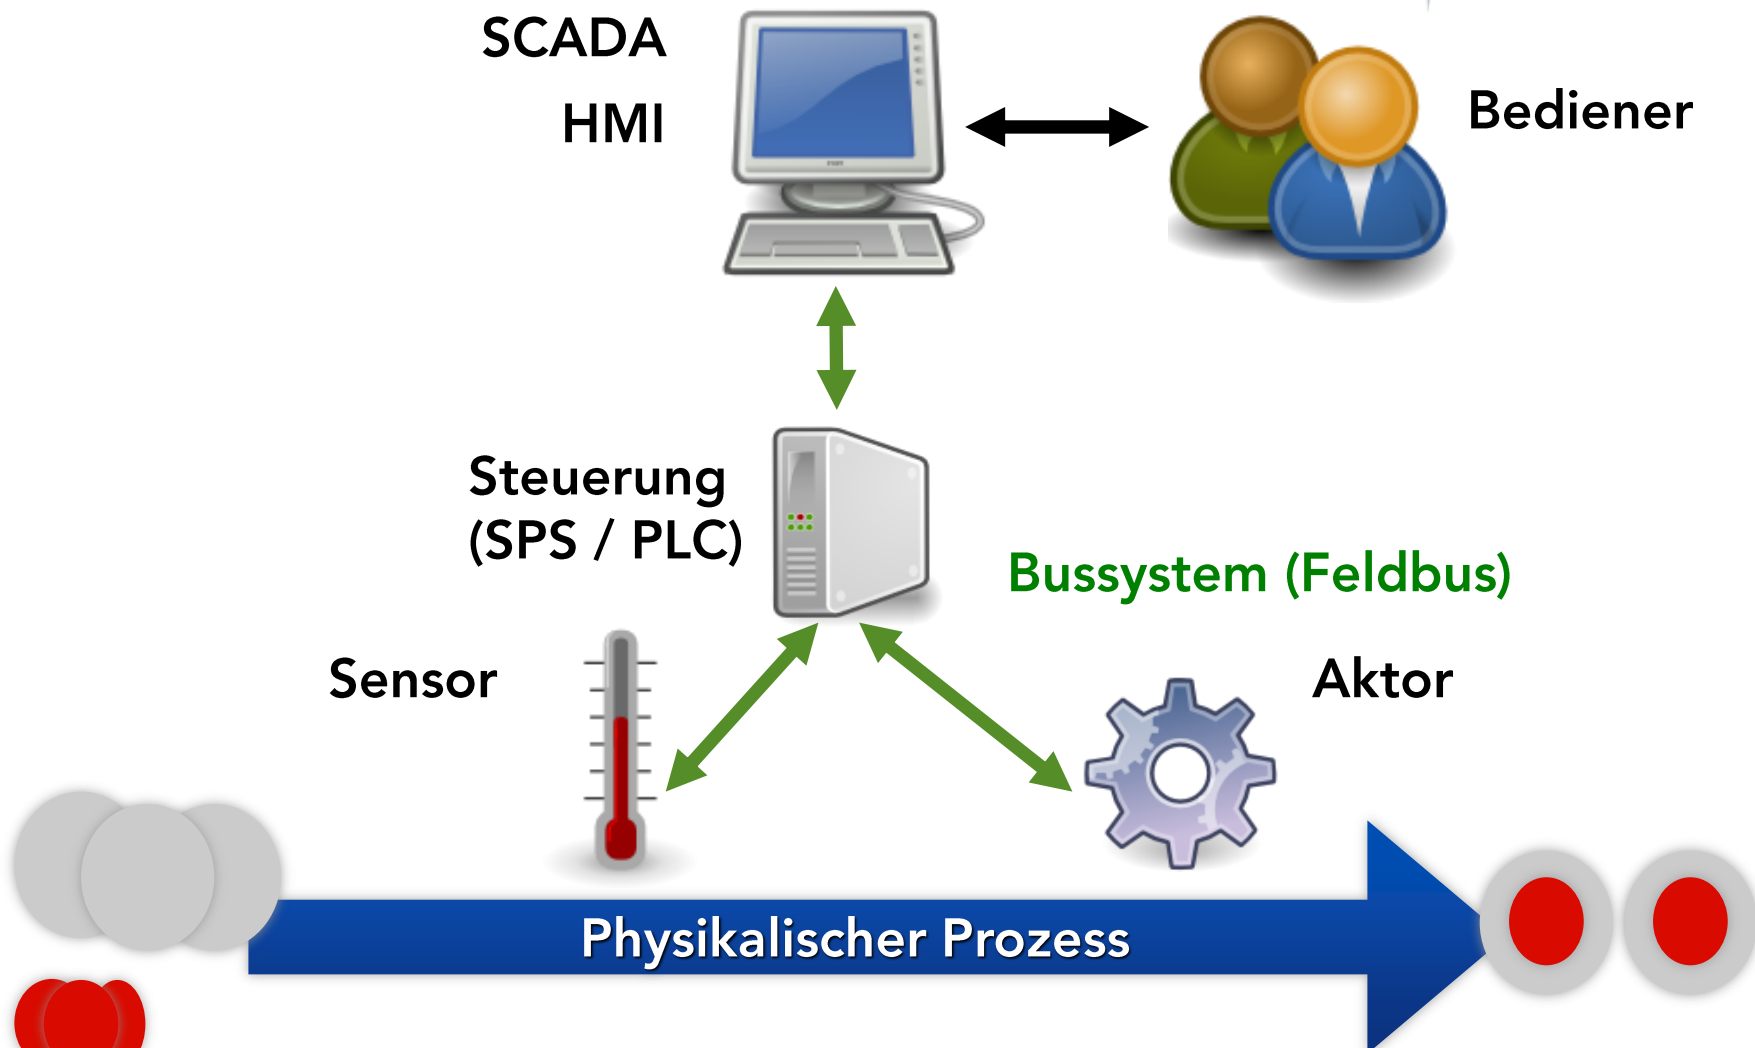 SCADA
HMI
Bediener
Steuerung
(SPS / PLC)
Bussystem (Feldbus)
Sensor
Aktor
Physikalischer Prozess